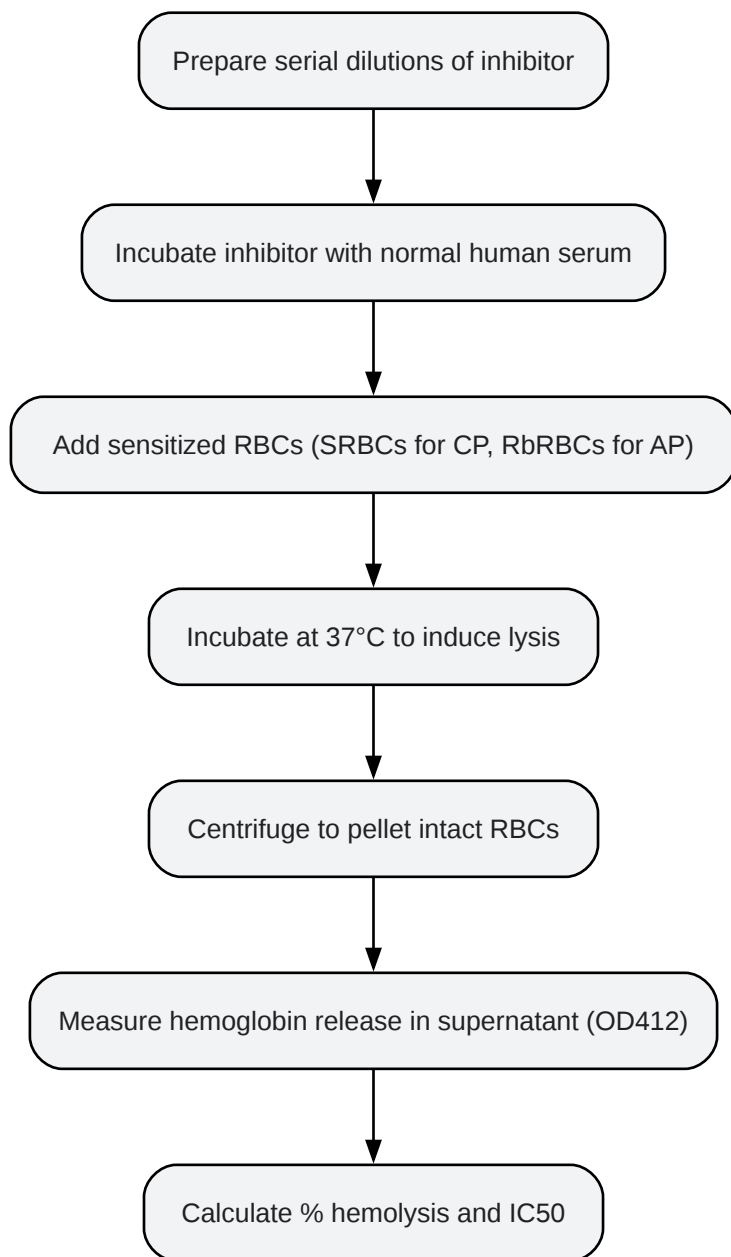 Prepare serial dilutions of inhibitor
Incubate inhibitor with normal human serum
Add sensitized RBCs (SRBCs for CP, RbRBCs for AP)
Incubate at 37°C to induce lysis
Centrifuge to pellet intact RBCs
Measure hemoglobin release in supernatant (OD412)
Calculate % hemolysis and IC50